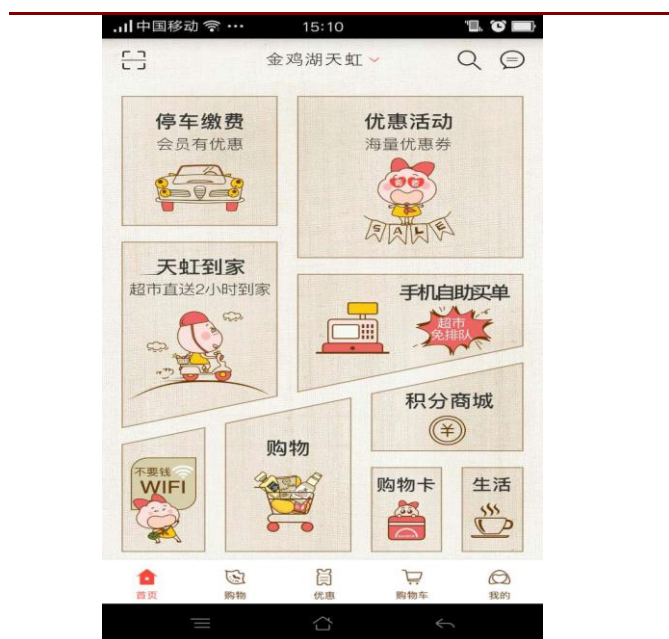 中国移动 15:10
金鸡湖天虹
停车缴费
会员有优惠
优惠活动
海量优惠券
SALE
天虹到家
超市直送2小时到家
手机自助买单
超市
免排队
积分商城
¥
购物
不要钱
WIFI
购物卡
生活
首页 购物 优惠 购物车 我的